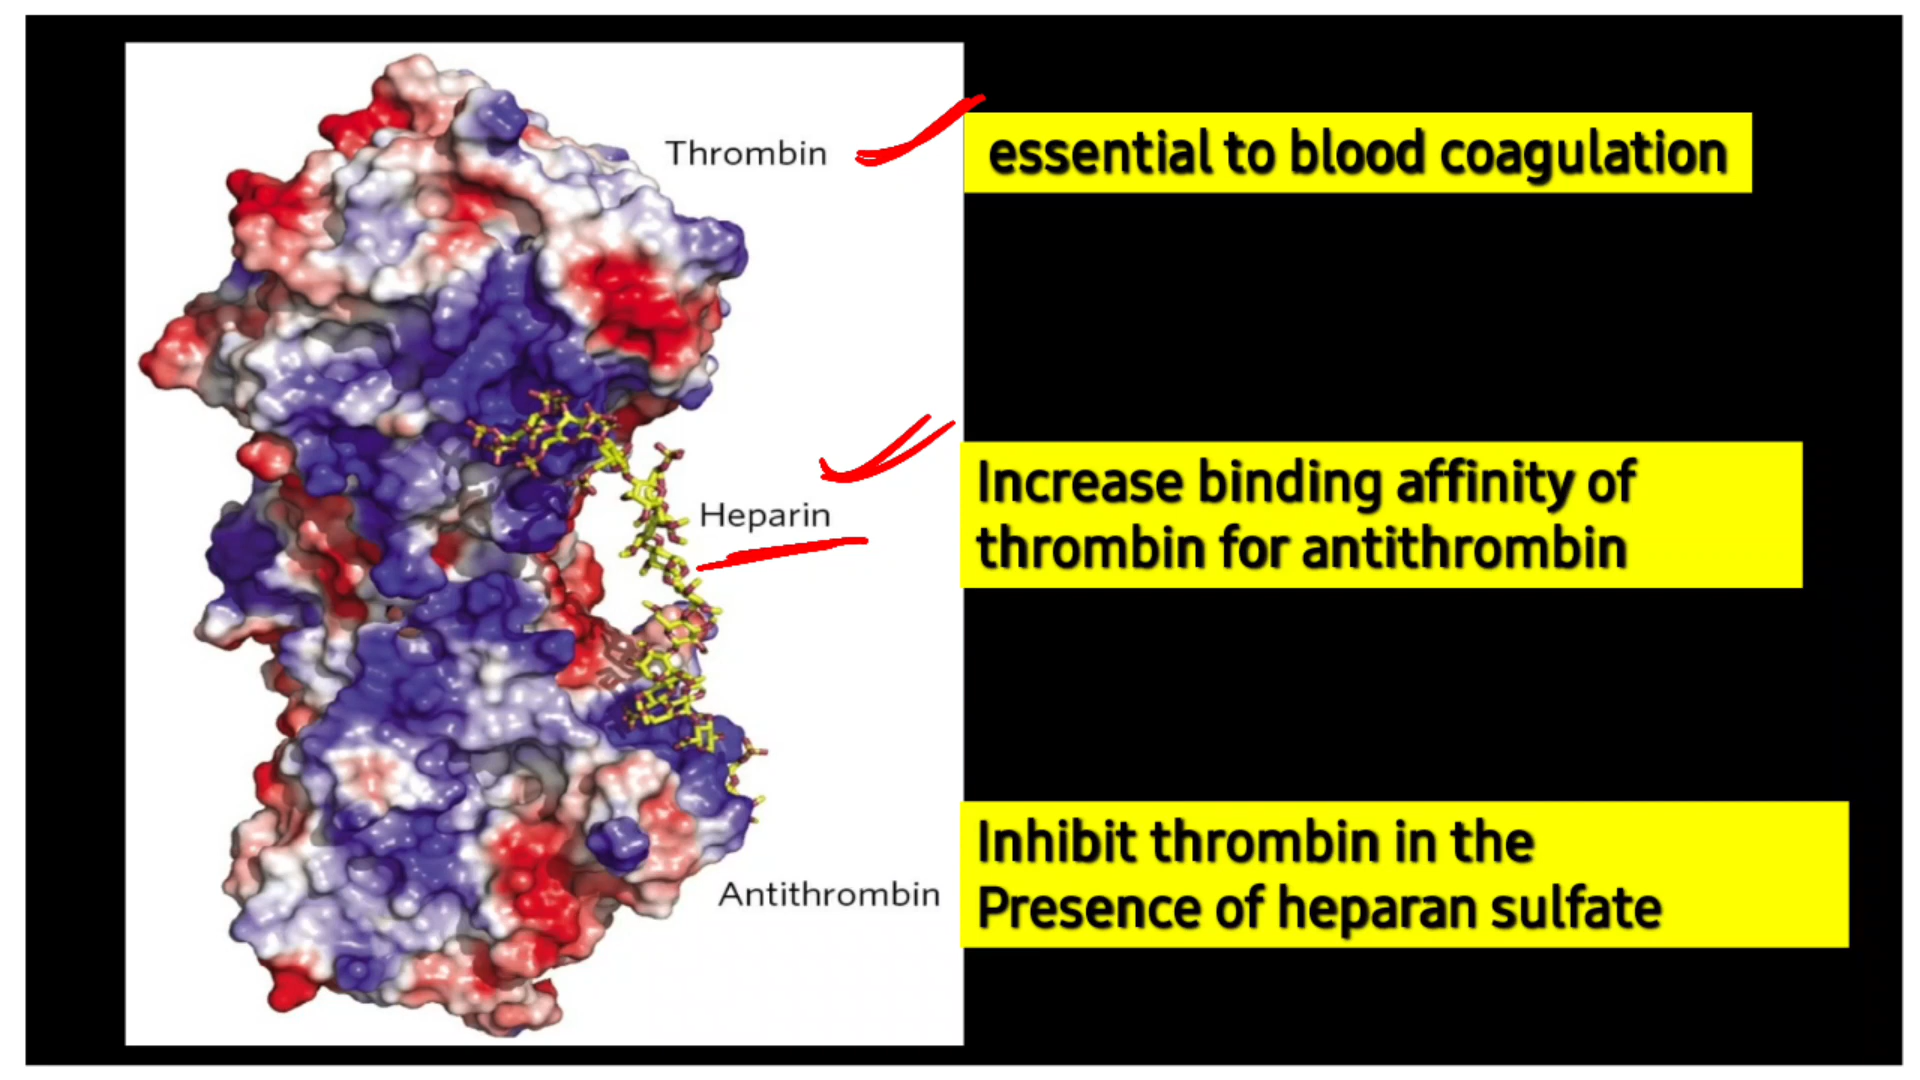 Thrombin
essential to blood coagulation
Heparin
Increase binding affinity of
thrombin for antithrombin
Antithrombin
Inhibit thrombin in the
Presence of heparan sulfate